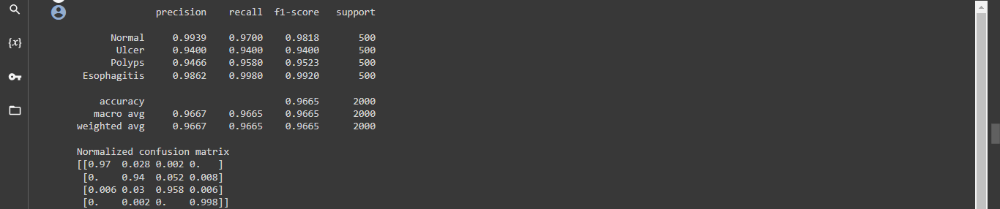 precision    recall  f1-score   support
Normal     0.9939    0.9700    0.9818       500
Ulcer     0.9400    0.9400    0.9400       500
Polyps     0.9466    0.9580    0.9523       500
Esophagitis     0.9862    0.9980    0.9920       500
accuracy                         0.9665      2000
macro avg     0.9667    0.9665    0.9665      2000
weighted avg     0.9667    0.9665    0.9665      2000
Normalized confusion matrix
[[0.97  0.028 0.002 0.   ]
[0.    0.94  0.052 0.008]
{x}
[0.006 0.03  0.958 0.006]
[0.    0.002 0.    0.998]]